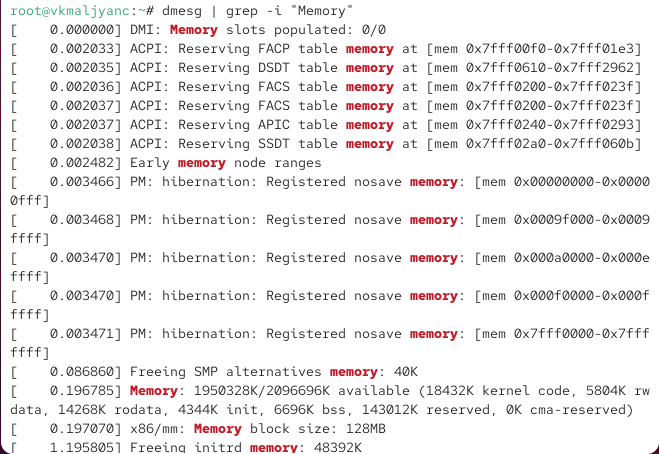 root@vkmaljyanc:~# dmesg | grep -i "Memory"
[    0.000000] DMI: Memory slots populated: 0/0
[    0.002033] ACPI: Reserving FACP table memory at [mem 0x7fff00f0-0x7fff01e3]
[    0.002035] ACPI: Reserving DSDT table memory at [mem 0x7fff0610-0x7fff2962]
[    0.002036] ACPI: Reserving FACS table memory at [mem 0x7fff0200-0x7fff023f]
[    0.002037] ACPI: Reserving FACS table memory at [mem 0x7fff0200-0x7fff023f]
[    0.002037] ACPI: Reserving APIC table memory at [mem 0x7fff0240-0x7fff0293]
[    0.002038] ACPI: Reserving SSDT table memory at [mem 0x7fff02a0-0x7fff060b]
[    0.002482] Early memory node ranges
[    0.003466] PM: hibernation: Registered nosave memory: [mem 0x00000000-0x0000
0fff]
[    0.003468] PM: hibernation: Registered nosave memory: [mem 0x0009f000-0x0009
ffff]
[    0.003470] PM: hibernation: Registered nosave memory: [mem 0x000a0000-0x000e
ffff]
[    0.003470] PM: hibernation: Registered nosave memory: [mem 0x000f0000-0x000f
ffff]
[    0.003471] PM: hibernation: Registered nosave memory: [mem 0x7fff0000-0x7fff
ffff]
[    0.086860] Freeing SMP alternatives memory: 40K
[    0.196785] Memory: 1950328K/2096696K available (18432K kernel code, 5804K rw
data, 14268K rodata, 4344K init, 6696K bss, 143012K reserved, 0K cma-reserved)
[    0.197070] x86/mm: Memory block size: 128MB
[    1.195805] Freeing initrd memory: 48392K